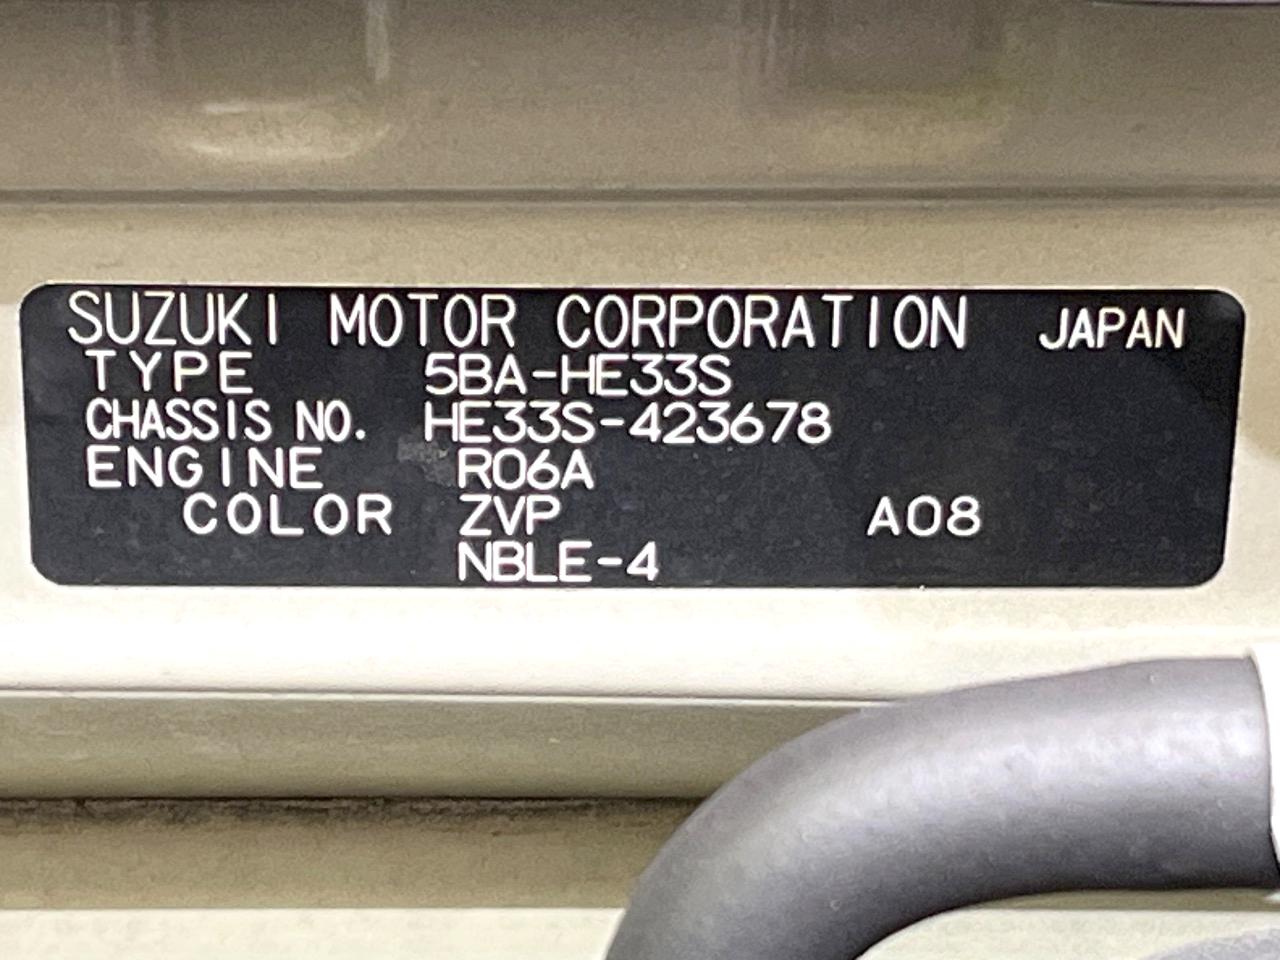 SUZUKI MOTOR CORPORATION JAPAN
TYPE 5BA-HE33S
CHASSIS NO. HE33S-423678
ENGINE R06A
COLOR ZVP A08
NBLE-4